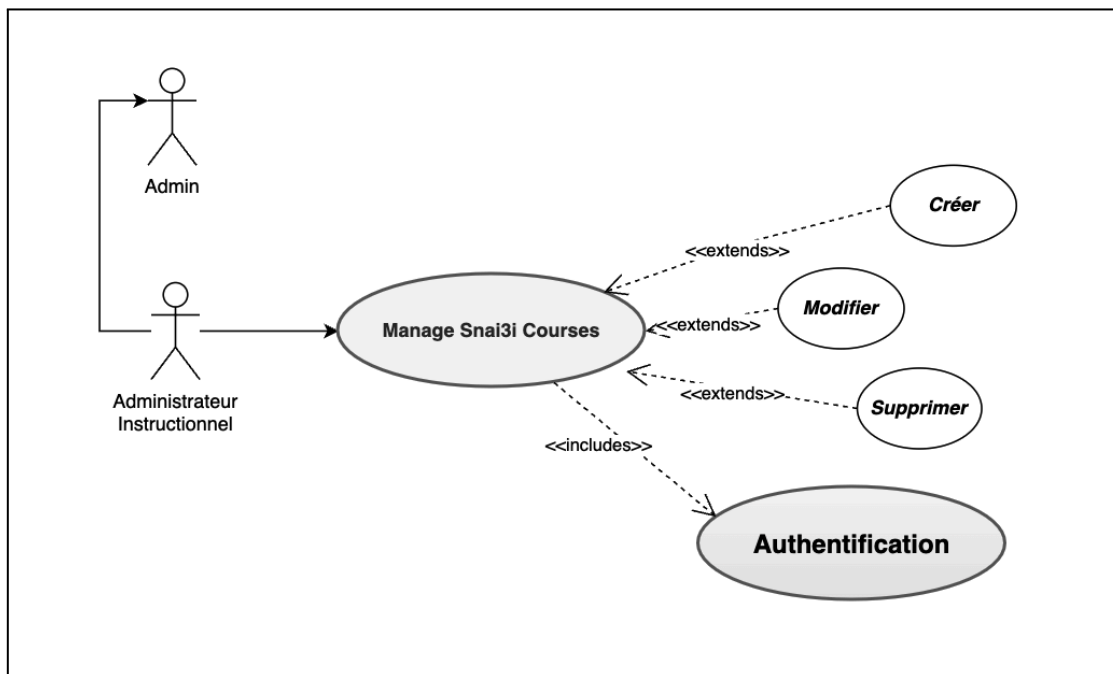 Admin
Créer
<<extends>>
Modifier
<<extends>>
Manage Snai3i Courses
<<extends>>
Supprimer
Administrateur
Instructionnel
<<includes>>
Authentification